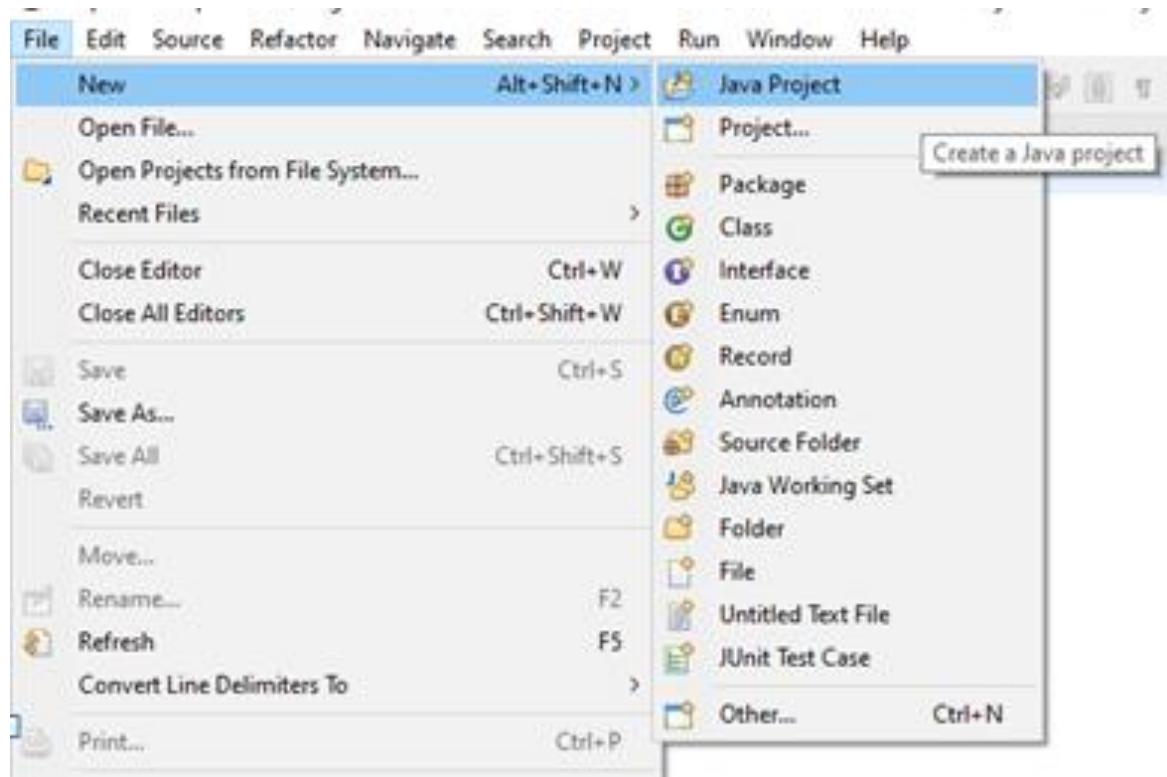 File Edit Source Refactor Navigate Search Project Run Window Help
New Alt+Shift+N >
Open File...
Open Projects from File System...
Recent Files >
Close Editor Ctrl+W
Close All Editors Ctrl+Shift+W
Save Ctrl+S
Save As...
Save All Ctrl+Shift+S
Revert
Move...
Rename... F2
Refresh F5
Convert Line Delimiters To >
Print... Ctrl+P
Java Project
Project...
Create a Java project
Package
Class
Interface
Enum
Record
Annotation
Source Folder
Java Working Set
Folder
File
Untitled Text File
JUnit Test Case
Other... Ctrl+N